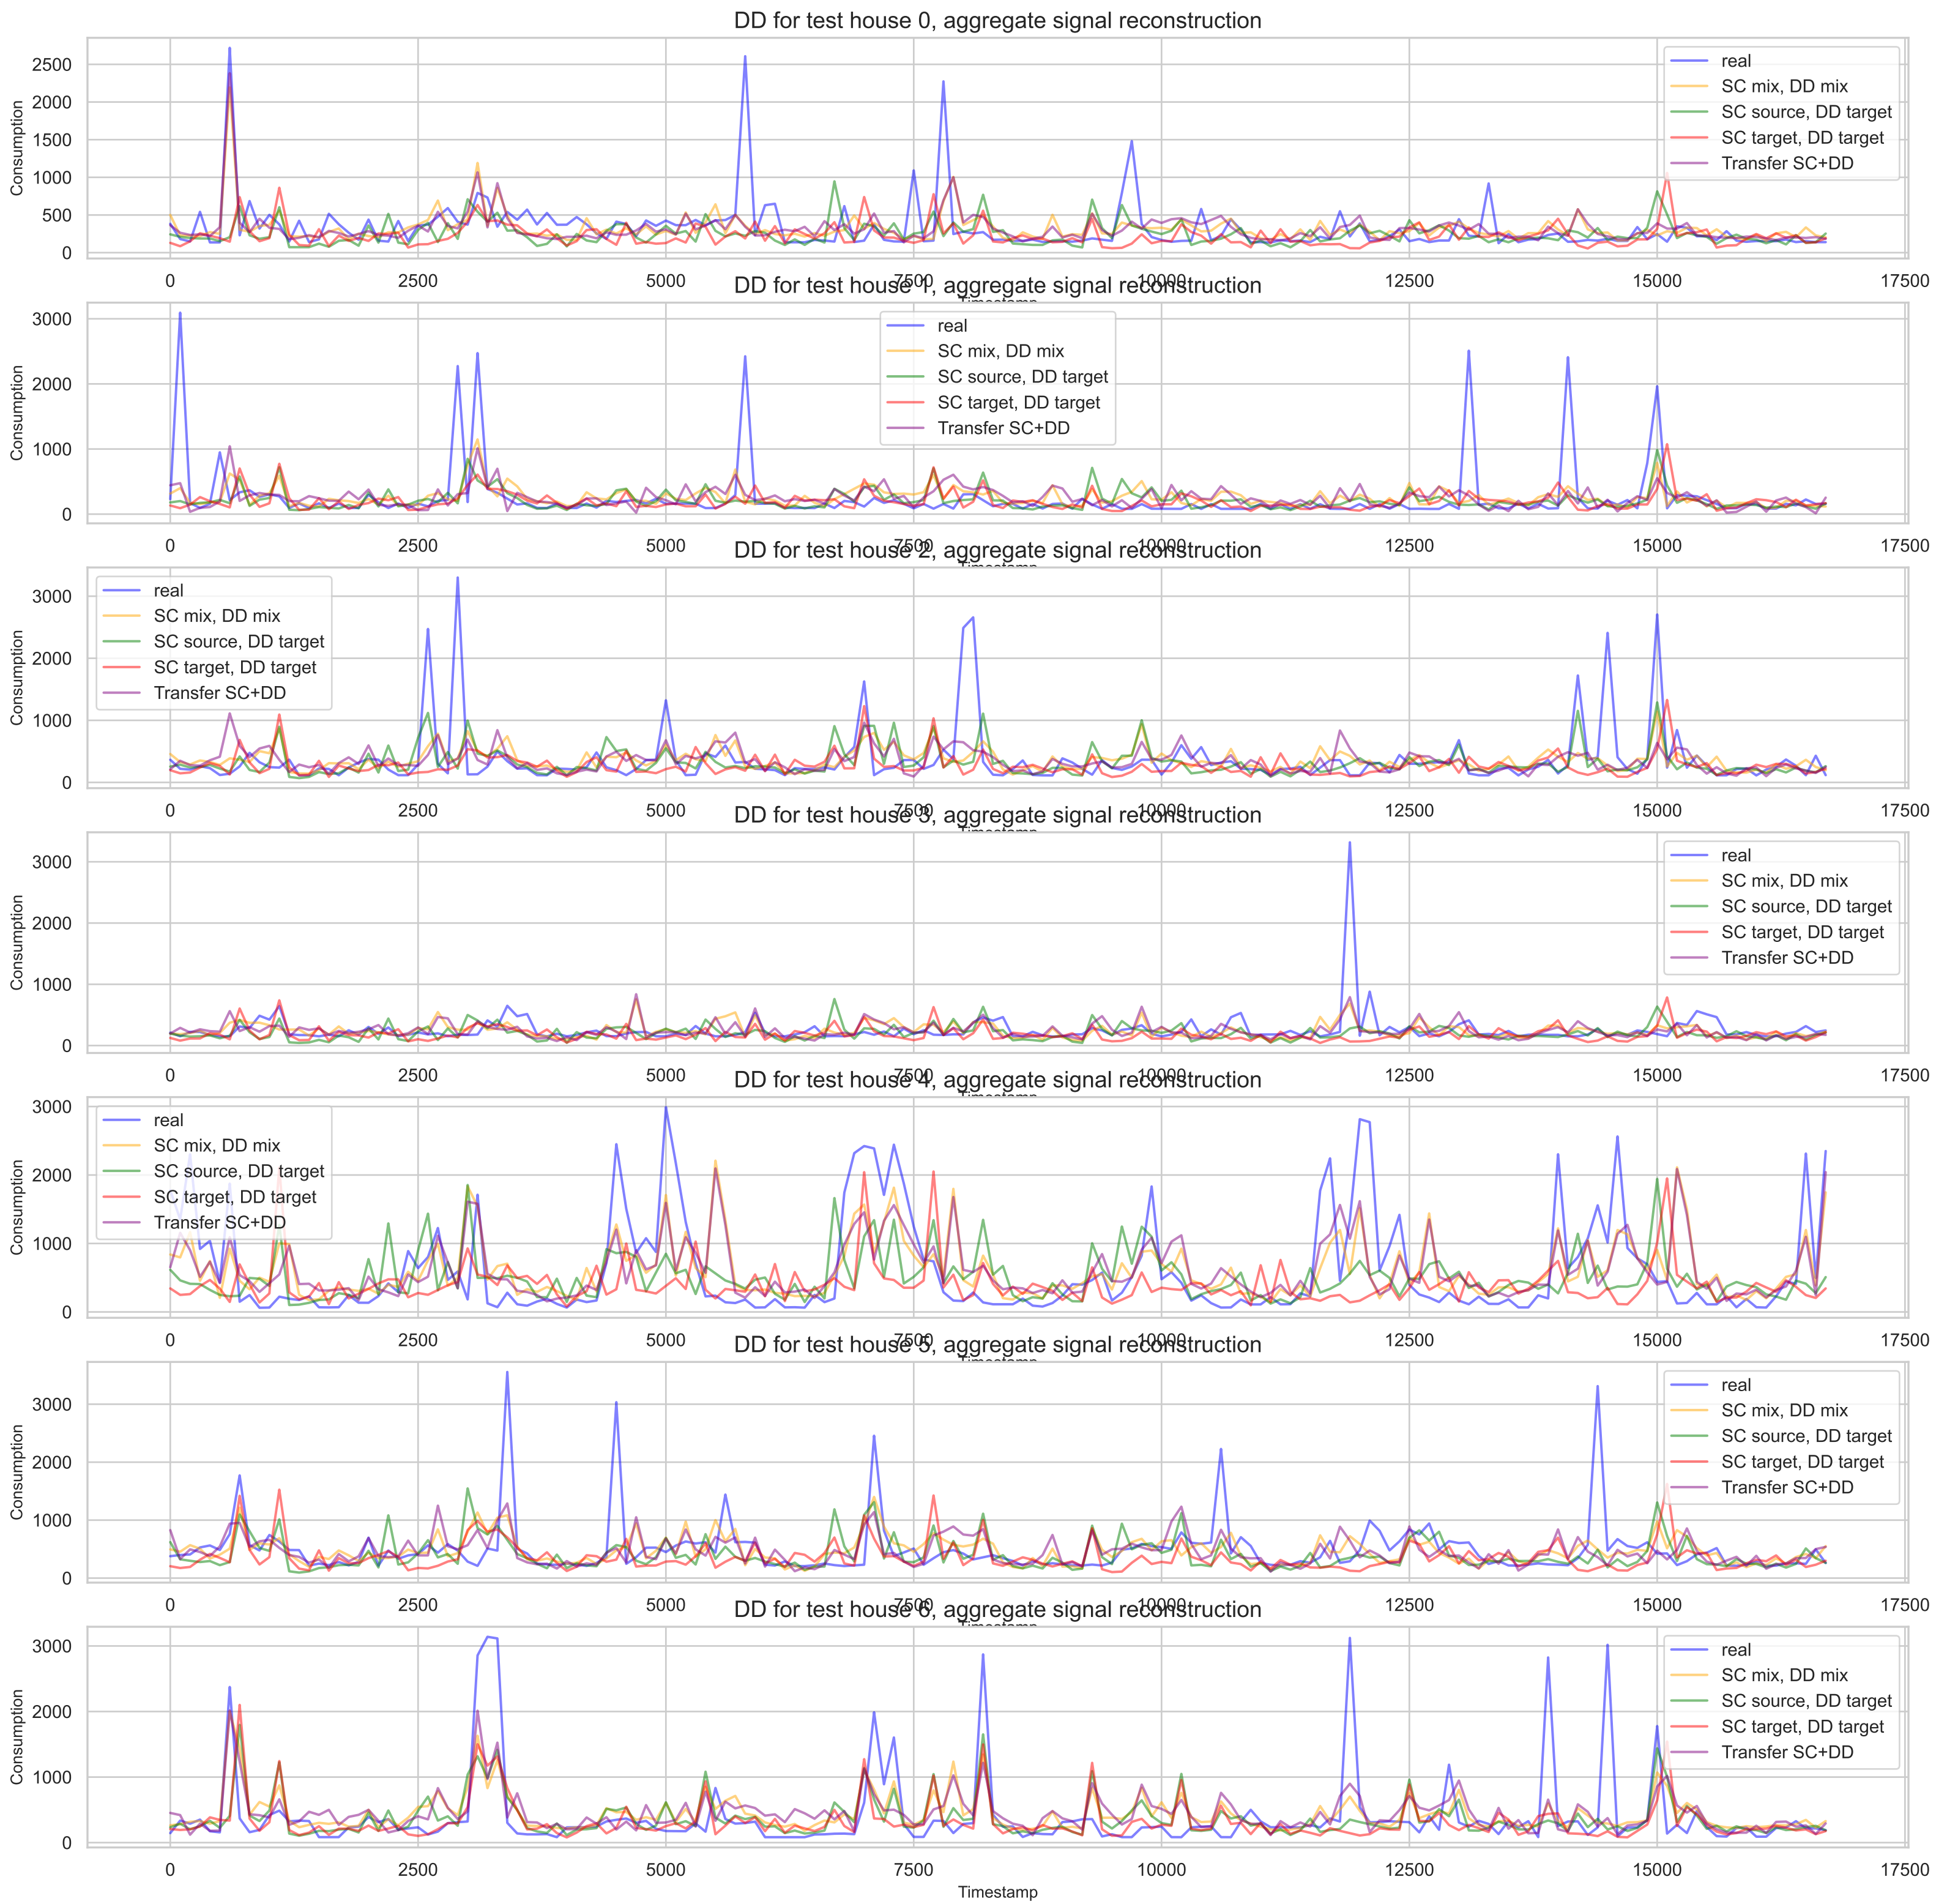 DD for test house 0, aggregate signal reconstruction
Consumption
2500
2000
1500
1000
500
0
real
SC mix, DD mix
SC source, DD target
SC target, DD target
Transfer SC+DD
0 2500 5000 7500 10000 12500 15000 17500
Timestamp
DD for test house 1, aggregate signal reconstruction
Consumption
3000
2000
1000
0
real
SC mix, DD mix
SC source, DD target
SC target, DD target
Transfer SC+DD
0 2500 5000 7500 10000 12500 15000 17500
Timestamp
DD for test house 2, aggregate signal reconstruction
Consumption
3000
2000
1000
0
real
SC mix, DD mix
SC source, DD target
SC target, DD target
Transfer SC+DD
0 2500 5000 7500 10000 12500 15000 17500
Timestamp
DD for test house 3, aggregate signal reconstruction
Consumption
3000
2000
1000
0
real
SC mix, DD mix
SC source, DD target
SC target, DD target
Transfer SC+DD
0 2500 5000 7500 10000 12500 15000 17500
Timestamp
DD for test house 4, aggregate signal reconstruction
Consumption
3000
2000
1000
0
real
SC mix, DD mix
SC source, DD target
SC target, DD target
Transfer SC+DD
0 2500 5000 7500 10000 12500 15000 17500
Timestamp
DD for test house 5, aggregate signal reconstruction
Consumption
3000
2000
1000
0
real
SC mix, DD mix
SC source, DD target
SC target, DD target
Transfer SC+DD
0 2500 5000 7500 10000 12500 15000 17500
Timestamp
DD for test house 6, aggregate signal reconstruction
Consumption
3000
2000
1000
0
real
SC mix, DD mix
SC source, DD target
SC target, DD target
Transfer SC+DD
0 2500 5000 7500 10000 12500 15000 17500
Timestamp